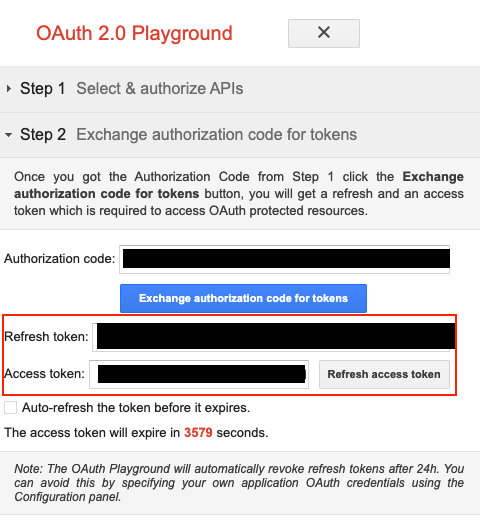 OAuth 2.0 Playground
Step 1 Select & authorize APIs
Step 2 Exchange authorization code for tokens
Once you got the Authorization Code from Step 1 click the Exchange
authorization code for tokens button, you will get a refresh and an access
token which is required to access OAuth protected resources.
Authorization code:
Exchange authorization code for tokens
Refresh token:
Access token: Refresh access token
Auto-refresh the token before it expires.
The access token will expire in 3579 seconds.
Note: The OAuth Playground will automatically revoke refresh tokens after 24h. You
can avoid this by specifying your own application OAuth credentials using the
Configuration panel.